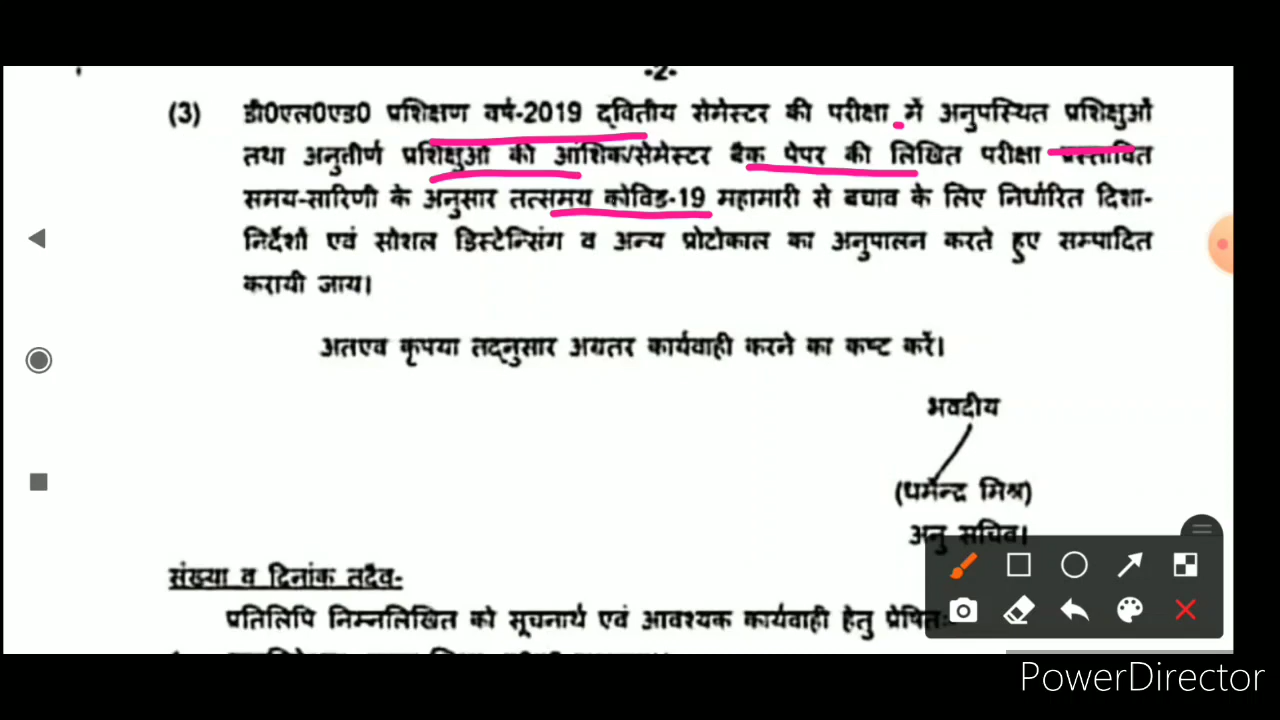 -2-
(3) डी0एल0एड0 प्रशिक्षण वर्ष-2019 द्वितीय सेमेस्टर की परीक्षा में अनुपस्थित प्रशिक्षुओं
तथा अनुतीर्ण प्रशिक्षुओं की आंशिक/सेमेस्टर बैक पेपर की लिखित परीक्षा प्रस्तावित
समय-सारिणी के अनुसार तत्समय कोविड-19 महामारी से बचाव के लिए निर्धारित दिशा-
निर्देशों एवं सोशल डिस्टेन्सिंग व अन्य प्रोटोकाल का अनुपालन करते हुए सम्पादित
करायी जाय।
अतएव कृपया तद्नुसार अग्रतर कार्यवाही करने का कष्ट करें।
भवदीय
(धर्मेन्द्र मिश्र)
अनु सचिव।
संख्या व दिनांक तदैव-
प्रतिलिपि निम्नलिखित को सूचनार्थ एवं आवश्यक कार्यवाही हेतु प्रेषित:
PowerDirector